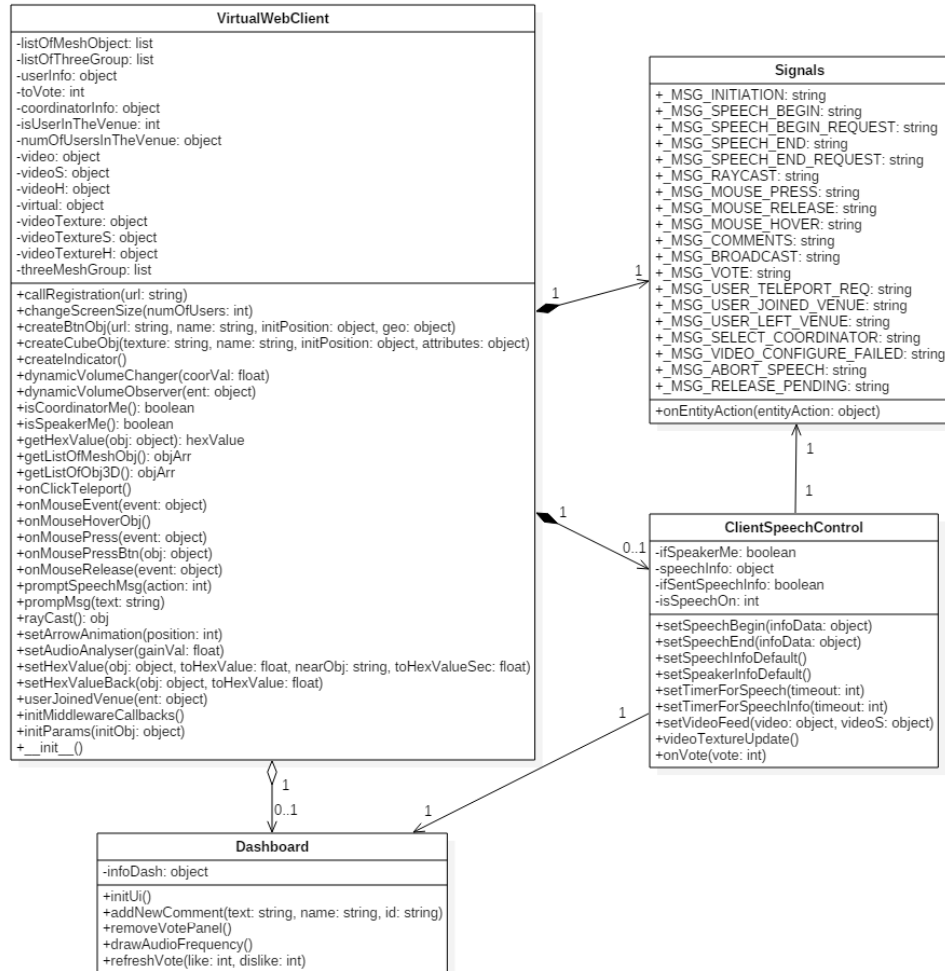 VirtualWebClient
-listOfMeshObject: list
-listOfThreeGroup: list
-userInfo: object
-toVote: int
-coordinatorInfo: object
-isUserInTheVenue: int
-numOfUsersInTheVenue: object
-video: object
-videoS: object
-videoH: object
-virtual: object
-videoTexture: object
-videoTextureS: object
-videoTextureH: object
-threeMeshGroup: list
+callRegistration(url: string)
+changeScreenSize(numOfUsers: int)
+createBtnObj(url: string, name: string, initPosition: object, geo: object)
+createCubeObj(texture: string, name: string, initPosition: object, attributes: object)
+createIndicator()
+dynamicVolumeChanger(coorVal: float)
+dynamicVolumeObserver(ent: object)
+isCoordinatorMe(): boolean
+isSpeakerMe(): boolean
+getHexValue(obj: object): hexValue
+getListOfMeshObj(): objArr
+getListOfObj3D(): objArr
+onClickTeleport()
+onMouseEvent(event: object)
+onMouseHoverObj()
+onMousePress(event: object)
+onMousePressBtn(obj: object)
+onMouseRelease(event: object)
+promptSpeechMsg(action: int)
+prompMsg(text: string)
+rayCast(): obj
+setArrowAnimation(position: int)
+setAudioAnalyser(gainVal: float)
+setHexValue(obj: object, toHexValue: float, nearObj: string, toHexValueSec: float)
+setHexValueBack(obj: object, toHexValue: float)
+userJoinedVenue(ent: object)
+initMiddlewareCallbacks()
+initParams(initObj: object)
+__init__()
Signals
+_MSG_INITIATION: string
+_MSG_SPEECH_BEGIN: string
+_MSG_SPEECH_BEGIN_REQUEST: string
+_MSG_SPEECH_END: string
+_MSG_SPEECH_END_REQUEST: string
+_MSG_RAYCAST: string
+_MSG_MOUSE_PRESS: string
+_MSG_MOUSE_RELEASE: string
+_MSG_MOUSE_HOVER: string
+_MSG_COMMENTS: string
+_MSG_BROADCAST: string
+_MSG_VOTE: string
+_MSG_USER_TELEPORT_REQ: string
+_MSG_USER_JOINED_VENUE: string
+_MSG_USER_LEFT_VENUE: string
+_MSG_SELECT_COORDINATOR: string
+_MSG_VIDEO_CONFIGURE_FAILED: string
+_MSG_ABORT_SPEECH: string
+_MSG_RELEASE_PENDING: string
+onEntityAction(entityAction: object)
1
1
1
1
1
0..1
ClientSpeechControl
-ifSpeakerMe: boolean
-speechInfo: object
-ifSentSpeechInfo: boolean
-isSpeechOn: int
+setSpeechBegin(infoData: object)
+setSpeechEnd(infoData: object)
+setSpeechInfoDefault()
+setSpeakerInfoDefault()
+setTimerForSpeech(timeout: int)
+setTimerForSpeechInfo(timeout: int)
+setVideoFeed(video: object, videoS: object)
+videoTextureUpdate()
+onVote(vote: int)
1
1
1
0..1
Dashboard
-infoDash: object
+initUi()
+addNewComment(text: string, name: string, id: string)
+removeVotePanel()
+drawAudioFrequency()
+refreshVote(like: int, dislike: int)